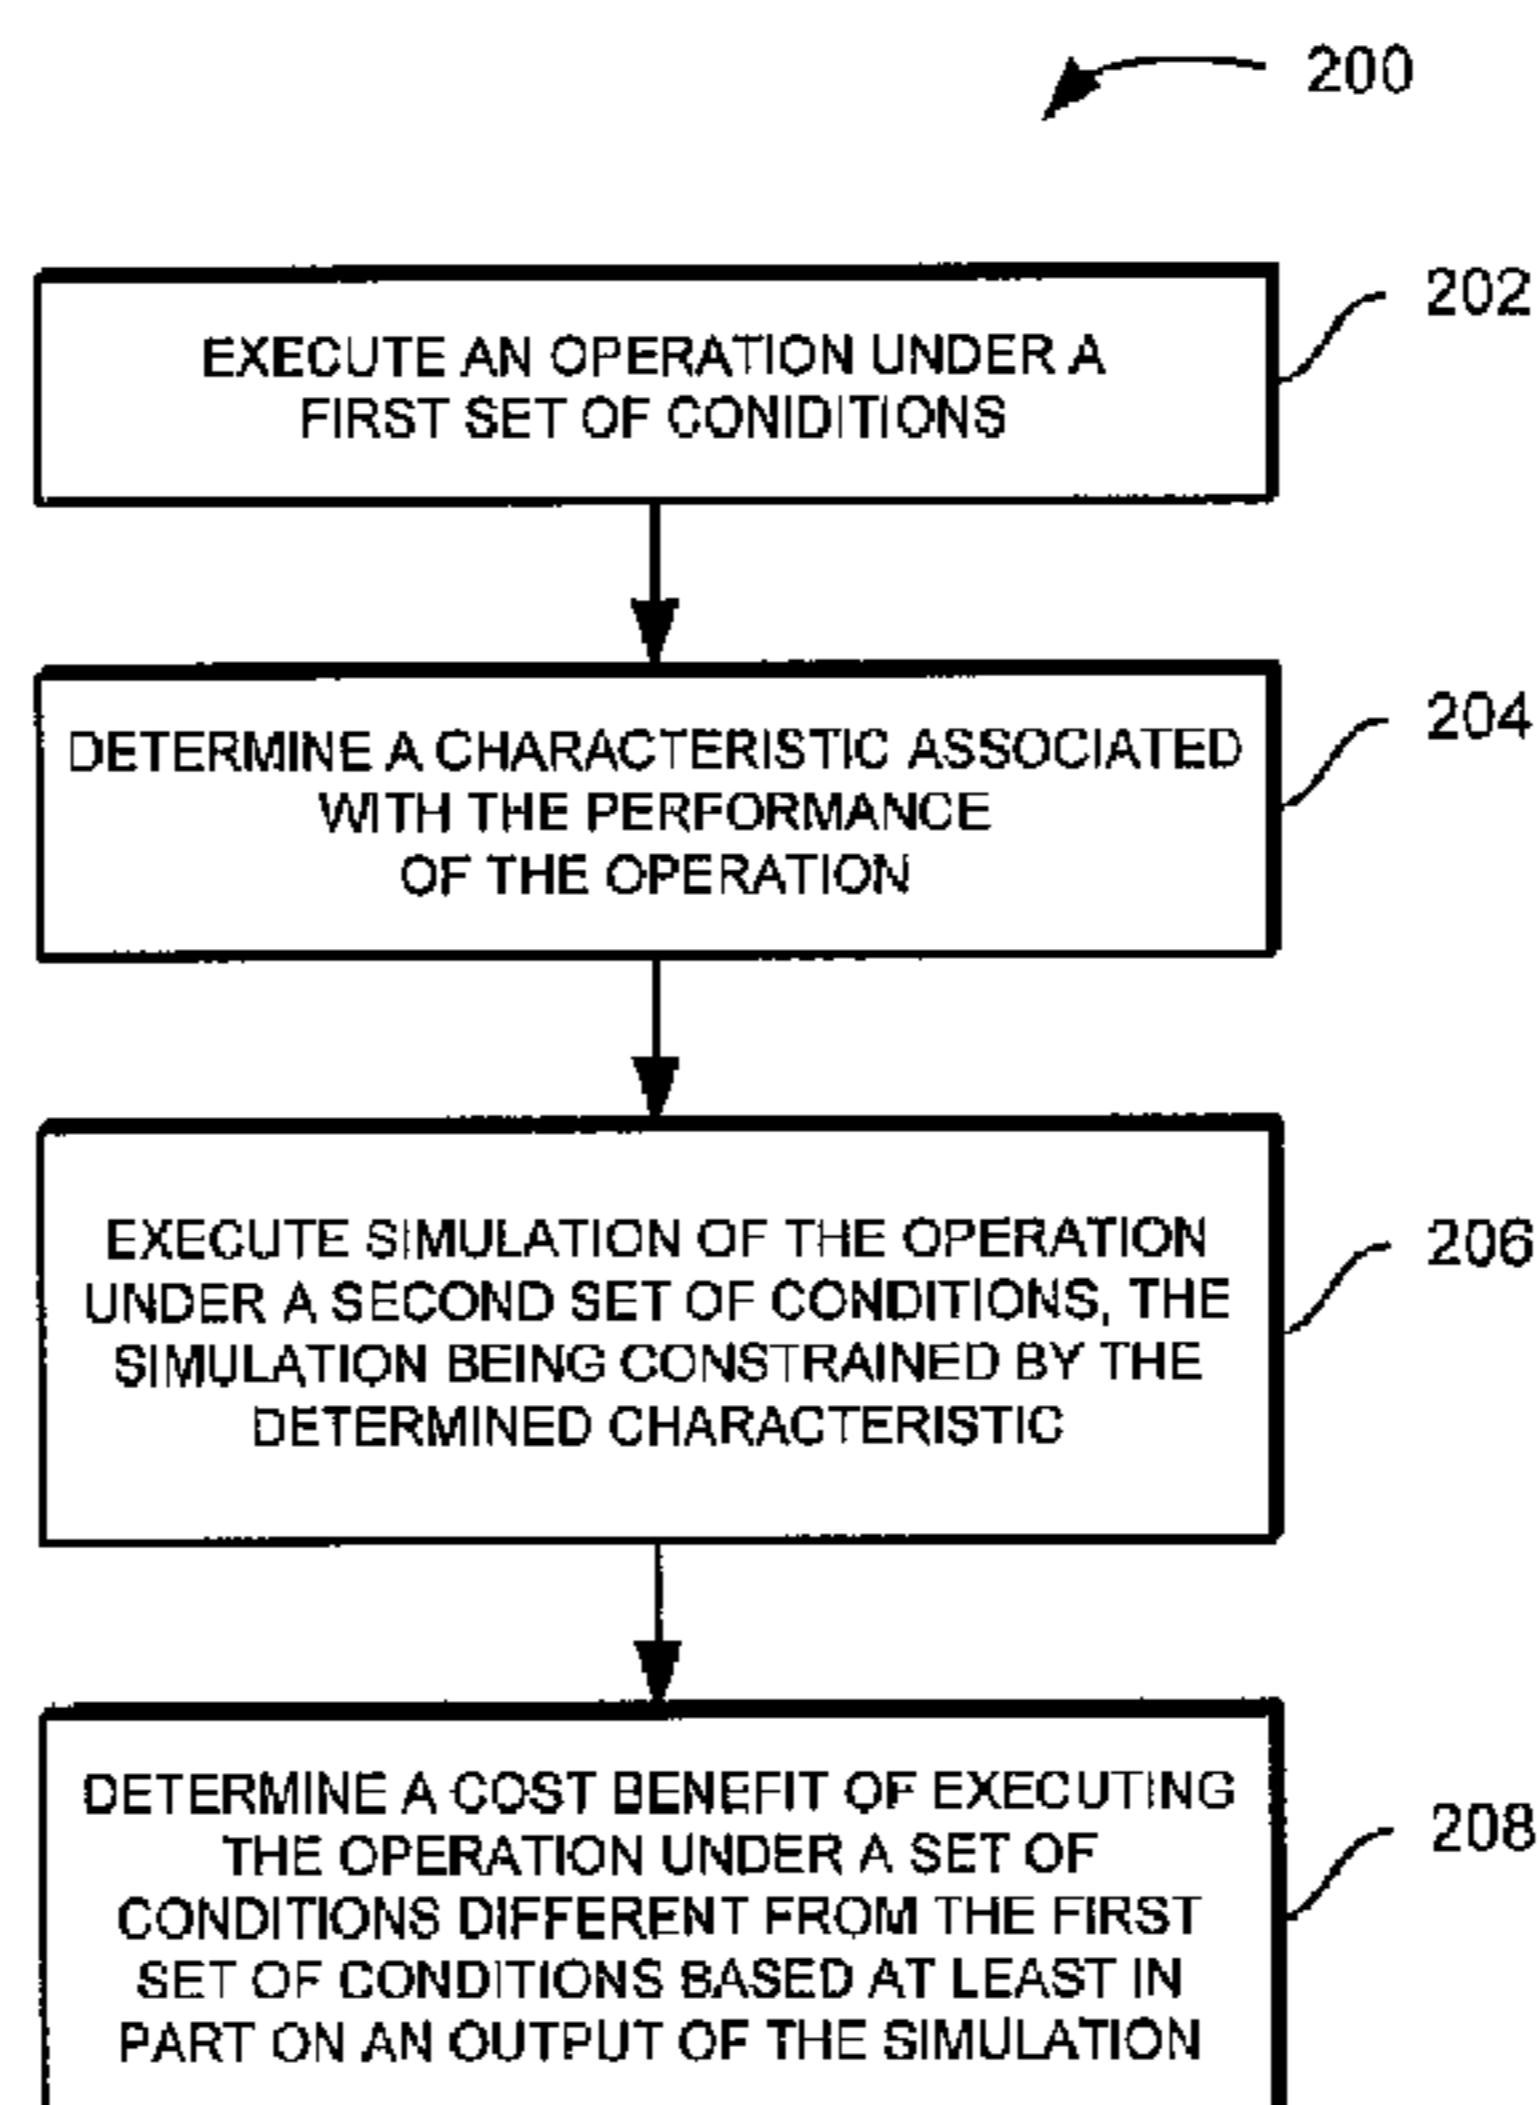 200
202
EXECUTE AN OPERATION UNDER A
FIRST SET OF CONIDITIONS
204
DETERMINE A CHARACTERISTIC ASSOCIATED
WITH THE PERFORMANCE
OF THE OPERATION
206
EXECUTE SIMULATION OF THE OPERATION
UNDER A SECOND SET OF CONDITIONS, THE
SIMULATION BEING CONSTRAINED BY THE
DETERMINED CHARACTERISTIC
208
DETERMINE A COST BENEFIT OF EXECUTING
THE OPERATION UNDER A SET OF
CONDITIONS DIFFERENT FROM THE FIRST
SET OF CONDITIONS BASED AT LEAST IN
PART ON AN OUTPUT OF THE SIMULATION